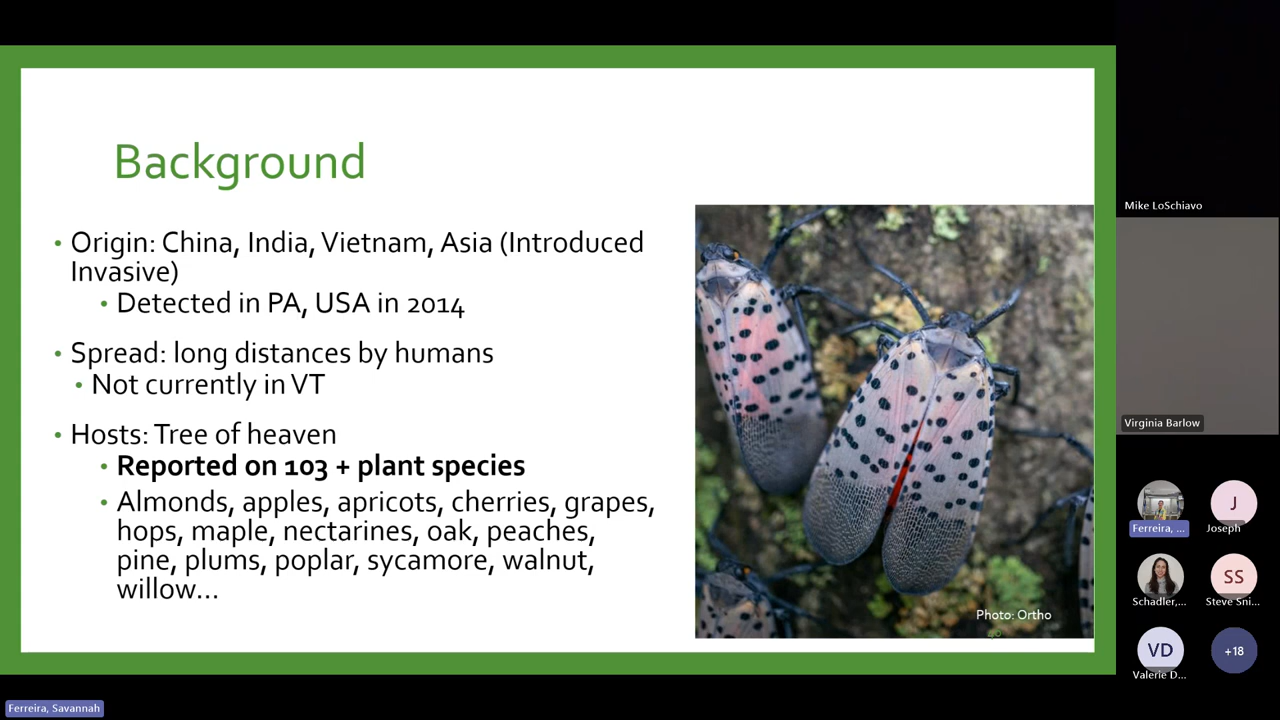 Background
• Origin: China, India, Vietnam, Asia (Introduced
Invasive)
• Detected in PA, USA in 2014
• Spread: long distances by humans
• Not currently in VT
• Hosts: Tree of heaven
• Reported on 103 + plant species
• Almonds, apples, apricots, cherries, grapes,
hops, maple, nectarines, oak, peaches,
pine, plums, poplar, sycamore, walnut,
willow...
Photo: Ortho
Mike LoSchiavo
Virginia Barlow
Ferreira, ...
J
Joseph
Schadler,...
SS
Steve Sni...
VD
Valerie D...
+18
Ferreira, Savannah